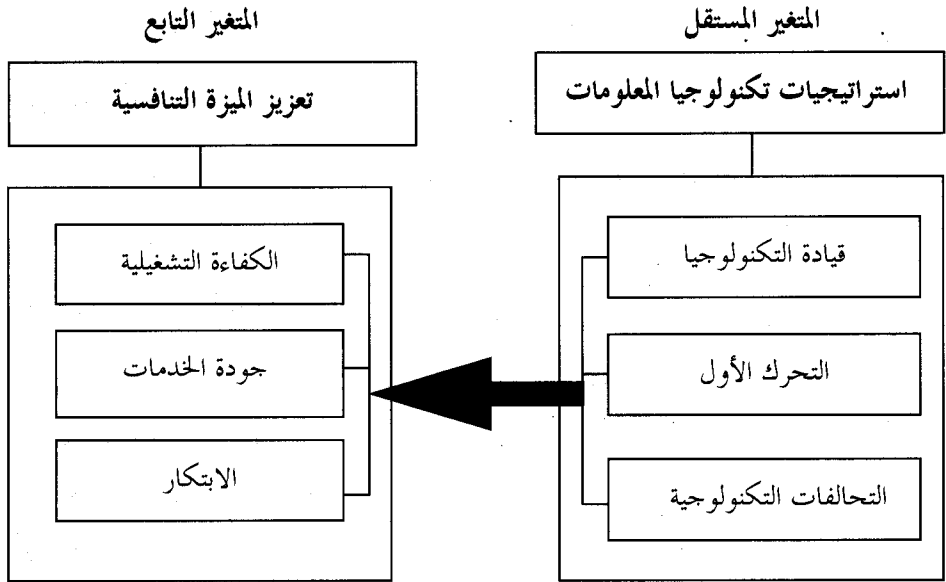 المتغير المستقل
استراتيجيات تكنولوجيا المعلومات
قيادة التكنولوجيا
التحرك الأول
التحالفات التكنولوجية
المتغير التابع
تعزيز الميزة التنافسية
الكفاءة التشغيلية
جودة الخدمات
الابتكار